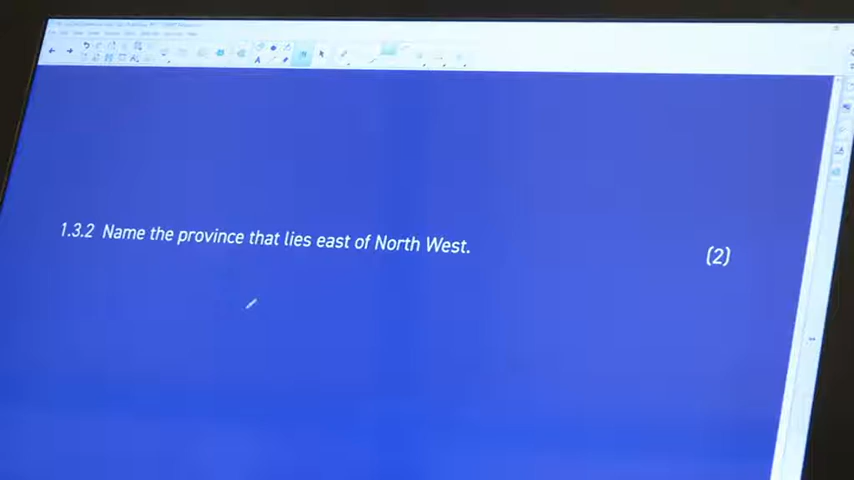 1.3.2 Name the province that lies east of North West. (2)